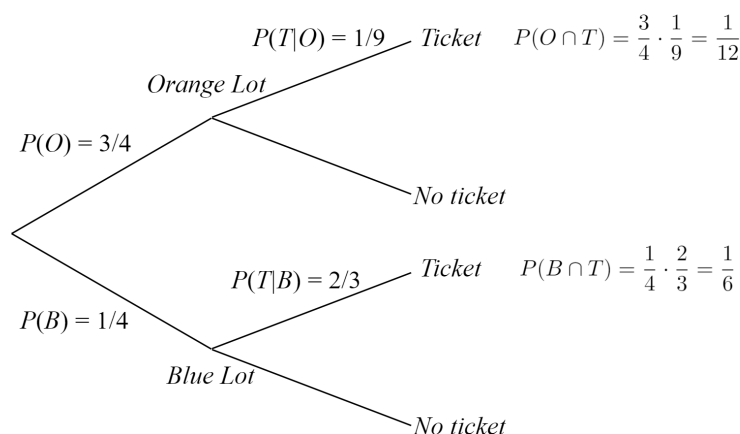 P(T|O) = 1/9 Ticket P(O ∩ T) = 3/4 · 1/9 = 1/12
Orange Lot
P(O) = 3/4
No ticket
P(T|B) = 2/3 Ticket P(B ∩ T) = 1/4 · 2/3 = 1/6
P(B) = 1/4
Blue Lot
No ticket